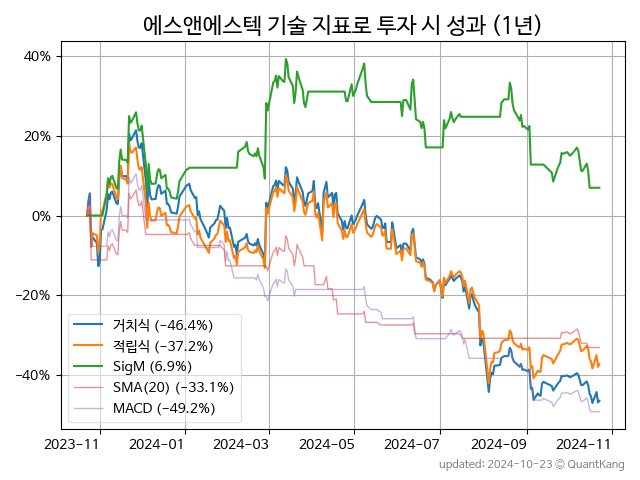 에스앤에스텍 기술 지표로 투자 시 성과 (1년)
40%
20%
0%
−20%
−40%
거치식 (−46.4%)
적립식 (−37.2%)
SigM (6.9%)
SMA(20) (−33.1%)
MACD (−49.2%)
2023-11 2024-01 2024-03 2024-05 2024-07 2024-09 2024-11
updated: 2024-10-23 © QuantKang